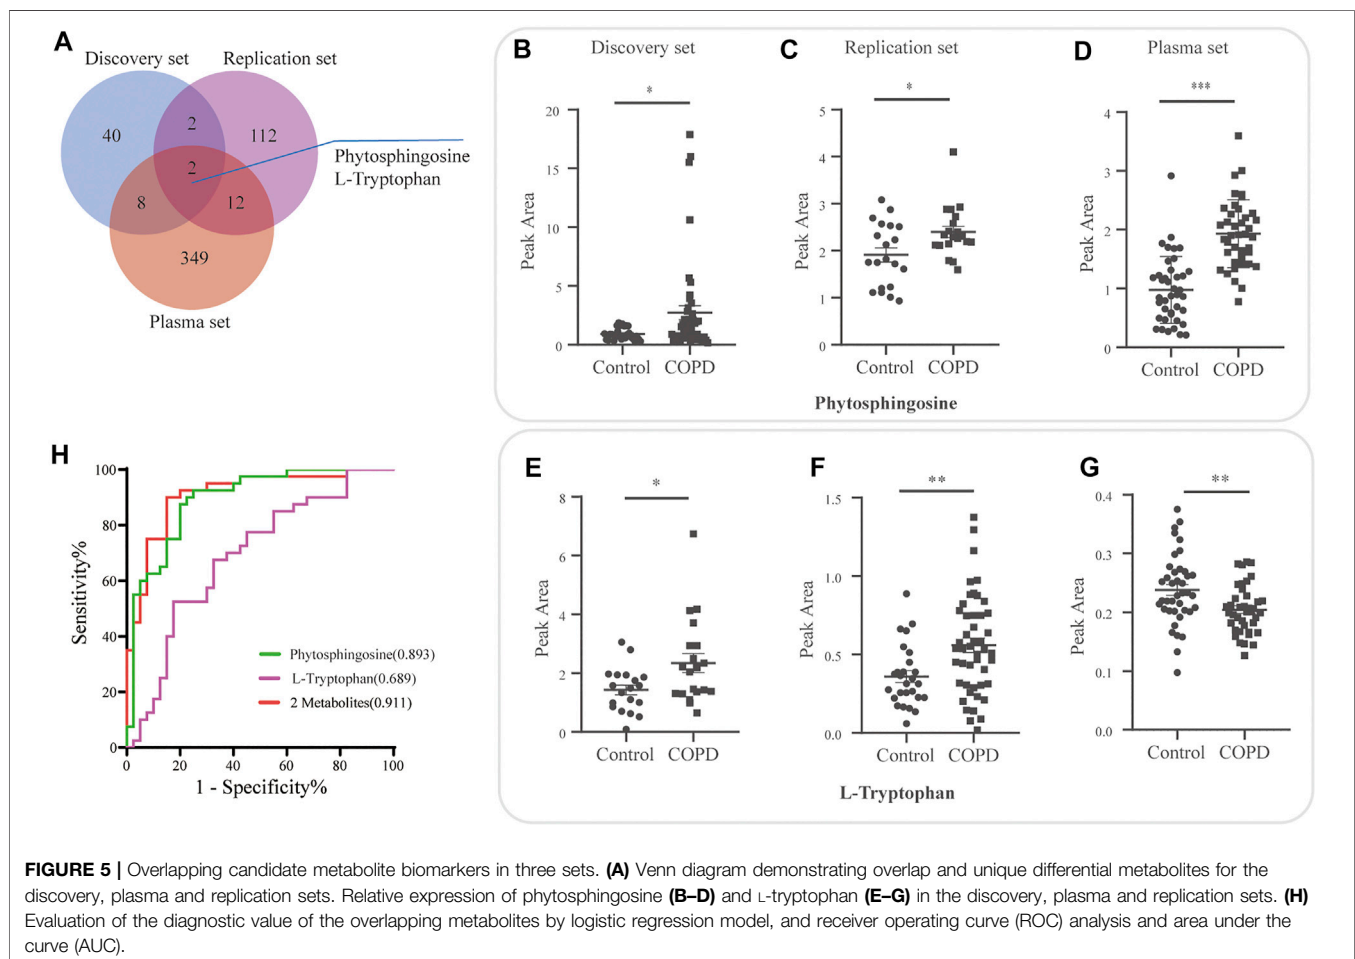 A
Discovery set
Replication set
40
2
112
2
Phytosphingosine
L-Tryptophan
8
12
349
Plasma set
B
Discovery set
*
20
15
10
5
0
Peak Area
Control
COPD
C
Replication set
*
5
4
3
2
1
0
Peak Area
Control
COPD
D
Plasma set
***
4
3
2
1
0
Peak Area
Control
COPD
Phytosphingosine
E
*
8
6
4
2
0
Peak Area
Control
COPD
F
**
1.5
1.0
0.5
0.0
Peak Area
Control
COPD
G
**
0.4
0.3
0.2
0.1
0.0
Peak Area
Control
COPD
L-Tryptophan
H
100
80
60
40
20
0
Sensitivity%
Phytosphingosine(0.893)
L-Tryptophan(0.689)
2 Metabolites(0.911)
0
20
40
60
80
100
1 - Specificity%
FIGURE 5 | Overlapping candidate metabolite biomarkers in three sets. (A) Venn diagram demonstrating overlap and unique differential metabolites for the
discovery, plasma and replication sets. Relative expression of phytosphingosine (B–D) and L-tryptophan (E–G) in the discovery, plasma and replication sets. (H)
Evaluation of the diagnostic value of the overlapping metabolites by logistic regression model, and receiver operating curve (ROC) analysis and area under the
curve (AUC).